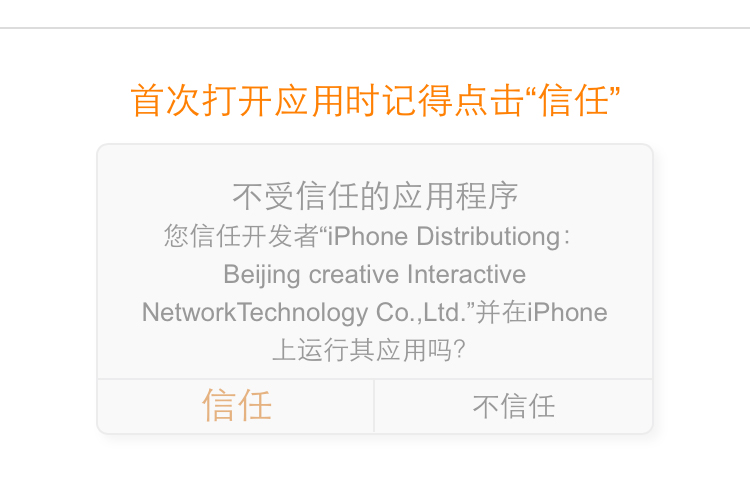 首次打开应用时记得点击“信任”
不受信任的应用程序
您信任开发者“iPhone Distributiong：
Beijing creative Interactive
NetworkTechnology Co.,Ltd.”并在iPhone
上运行其应用吗？
信任
不信任